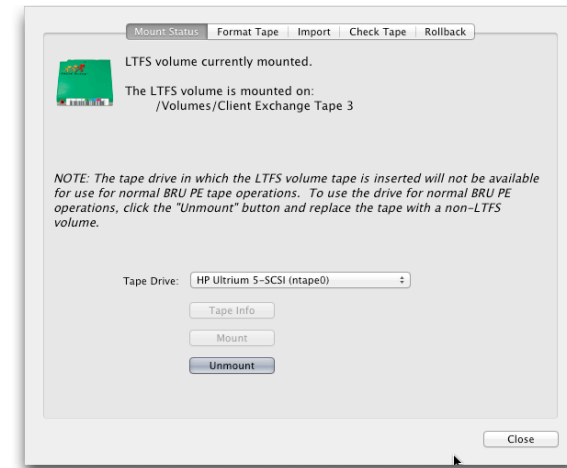 Mount Status Format Tape Import Check Tape Rollback
LTFS volume currently mounted.
The LTFS volume is mounted on:
/Volumes/Client Exchange Tape 3
NOTE: The tape drive in which the LTFS volume tape is inserted will not be available
for use for normal BRU PE tape operations. To use the drive for normal BRU PE
operations, click the "Unmount" button and replace the tape with a non-LTFS
volume.
Tape Drive: HP Ultrium 5-SCSI (ntape0)
Tape Info
Mount
Unmount
Close